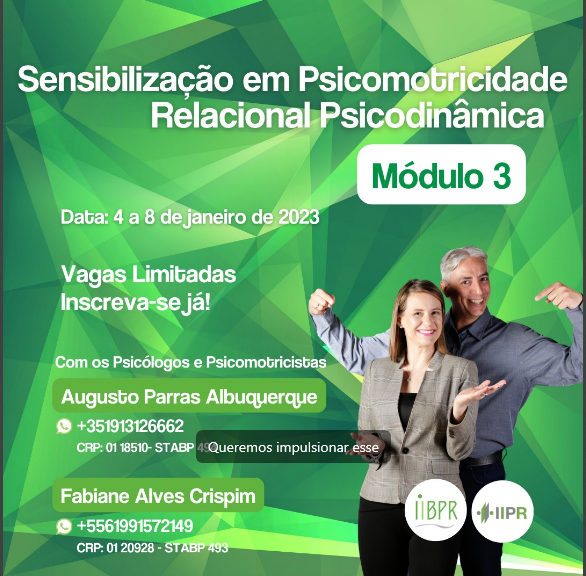 Sensibilização em Psicomotricidade
Relacional Psicodinâmica
Módulo 3
Data: 4 a 8 de janeiro de 2023
Vagas Limitadas
Inscreva-se já!
Com os Psicólogos e Psicomotricistas
Augusto Parras Albuquerque
+351913126662
CRP: 01 18510- STABP
Queremos impulsionar esse
Fabiane Alves Crispim
+5561991572149
CRP: 01 20928 - STABP 493
iiBPR
IIPR